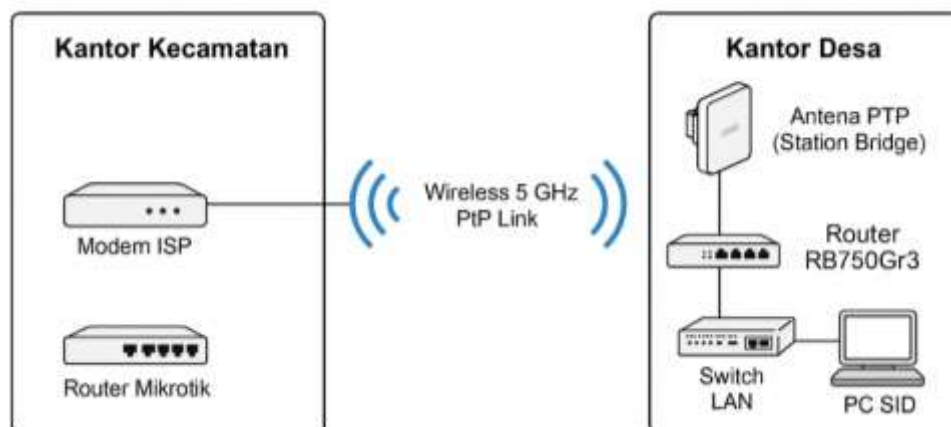 Kantor Kecamatan
Modem ISP
Router Mikrotik
Wireless 5 GHz
PtP Link
Kantor Desa
Antena PTP
(Station Bridge)
Router
RB750Gr3
Switch
LAN
PC SID